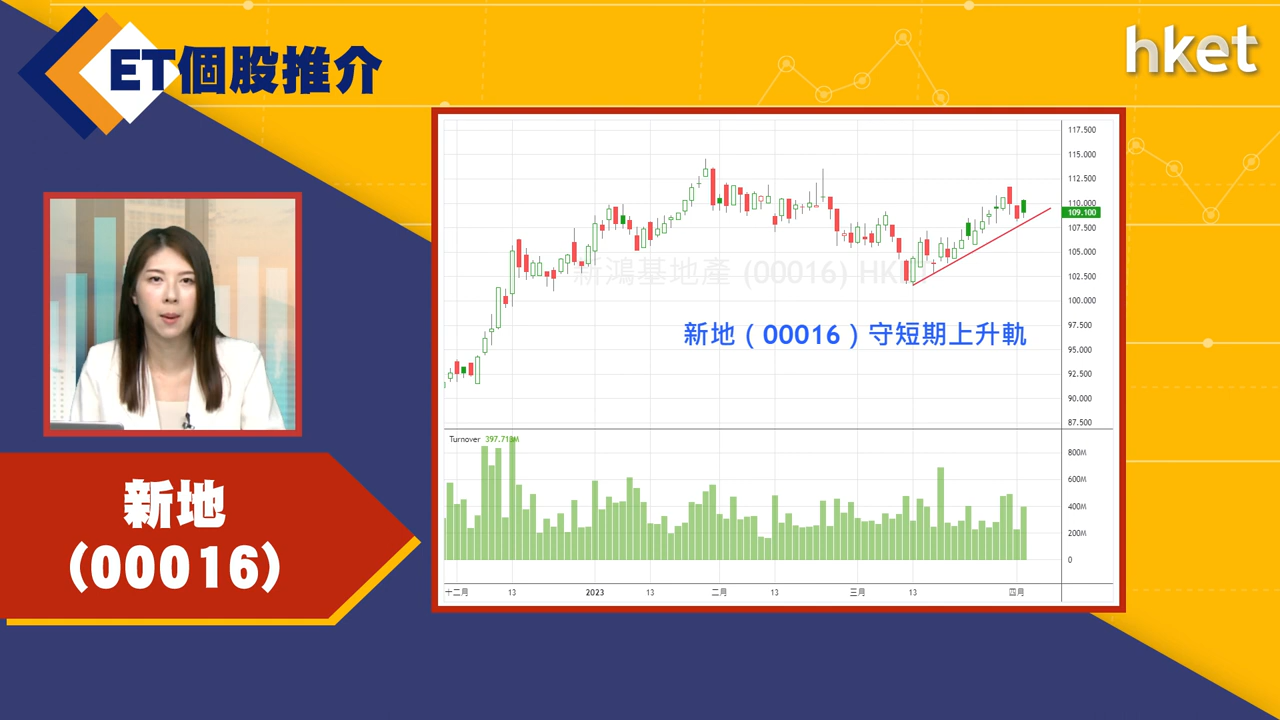 ET個股推介
hket
新地
(00016)
新鴻基地產 (00016) HK
新地（00016）守短期上升軌
117.500
115.000
112.500
110.000
109.100
107.500
105.000
102.500
100.000
97.500
95.000
92.500
90.000
87.500
Turnover 397.713M
800M
600M
400M
200M
0
十二月 13 2023 13 二月 13 三月 13 四月